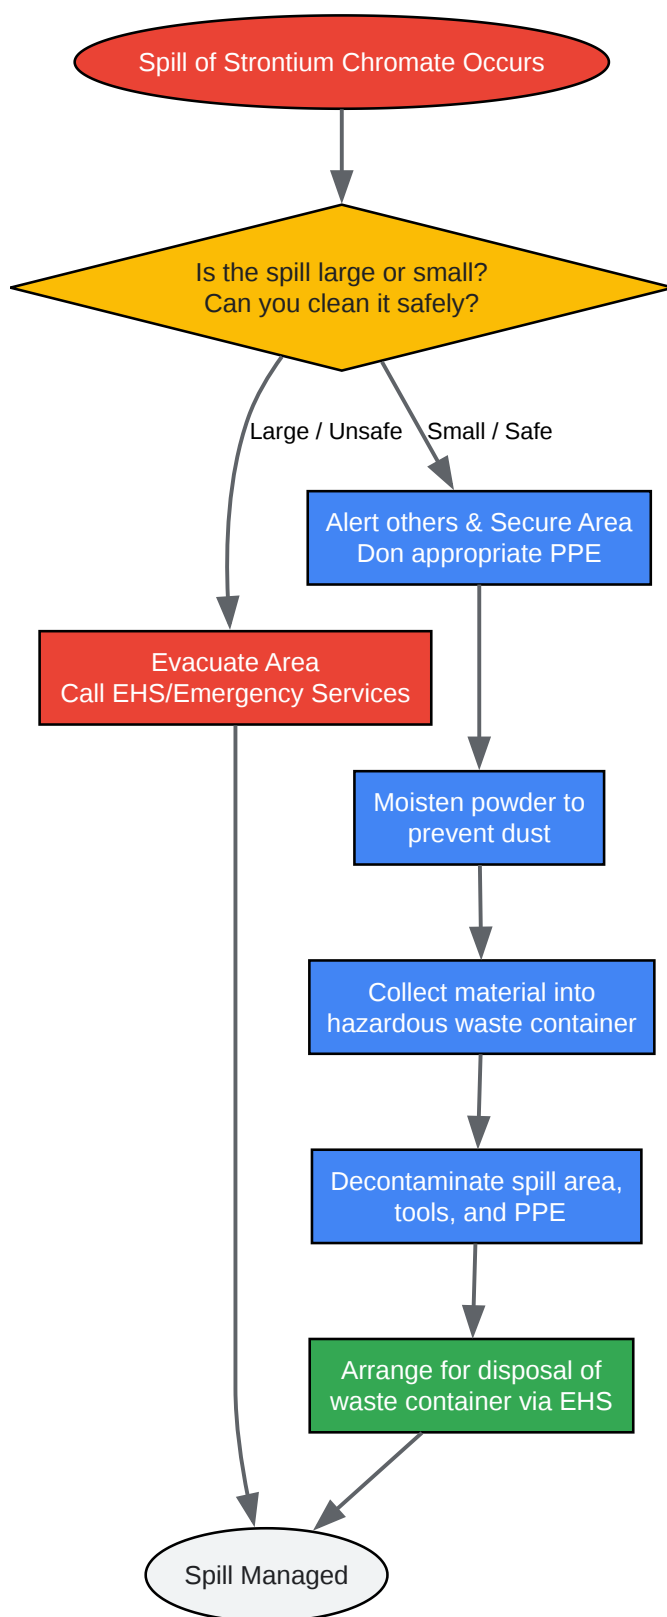 Spill of Strontium Chromate Occurs
Is the spill large or small?
Can you clean it safely?
Large / Unsafe
Small / Safe
Alert others & Secure Area
Don appropriate PPE
Evacuate Area
Call EHS/Emergency Services
Moisten powder to
prevent dust
Collect material into
hazardous waste container
Decontaminate spill area,
tools, and PPE
Arrange for disposal of
waste container via EHS
Spill Managed